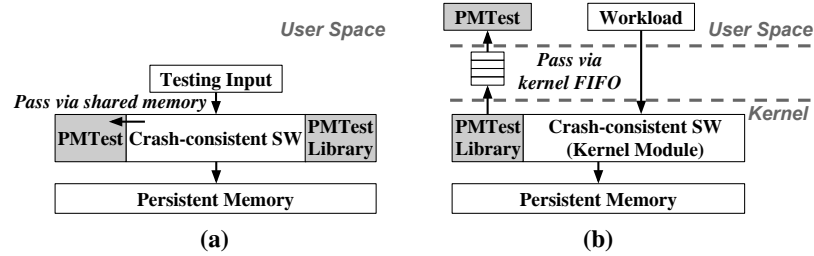 User Space
Testing Input
Pass via shared memory
PMTest
Crash-consistent SW
PMTest
Library
Persistent Memory
(a)
PMTest
Workload
User Space
Pass via
kernel FIFO
Kernel
PMTest
Library
Crash-consistent SW
(Kernel Module)
Persistent Memory
(b)